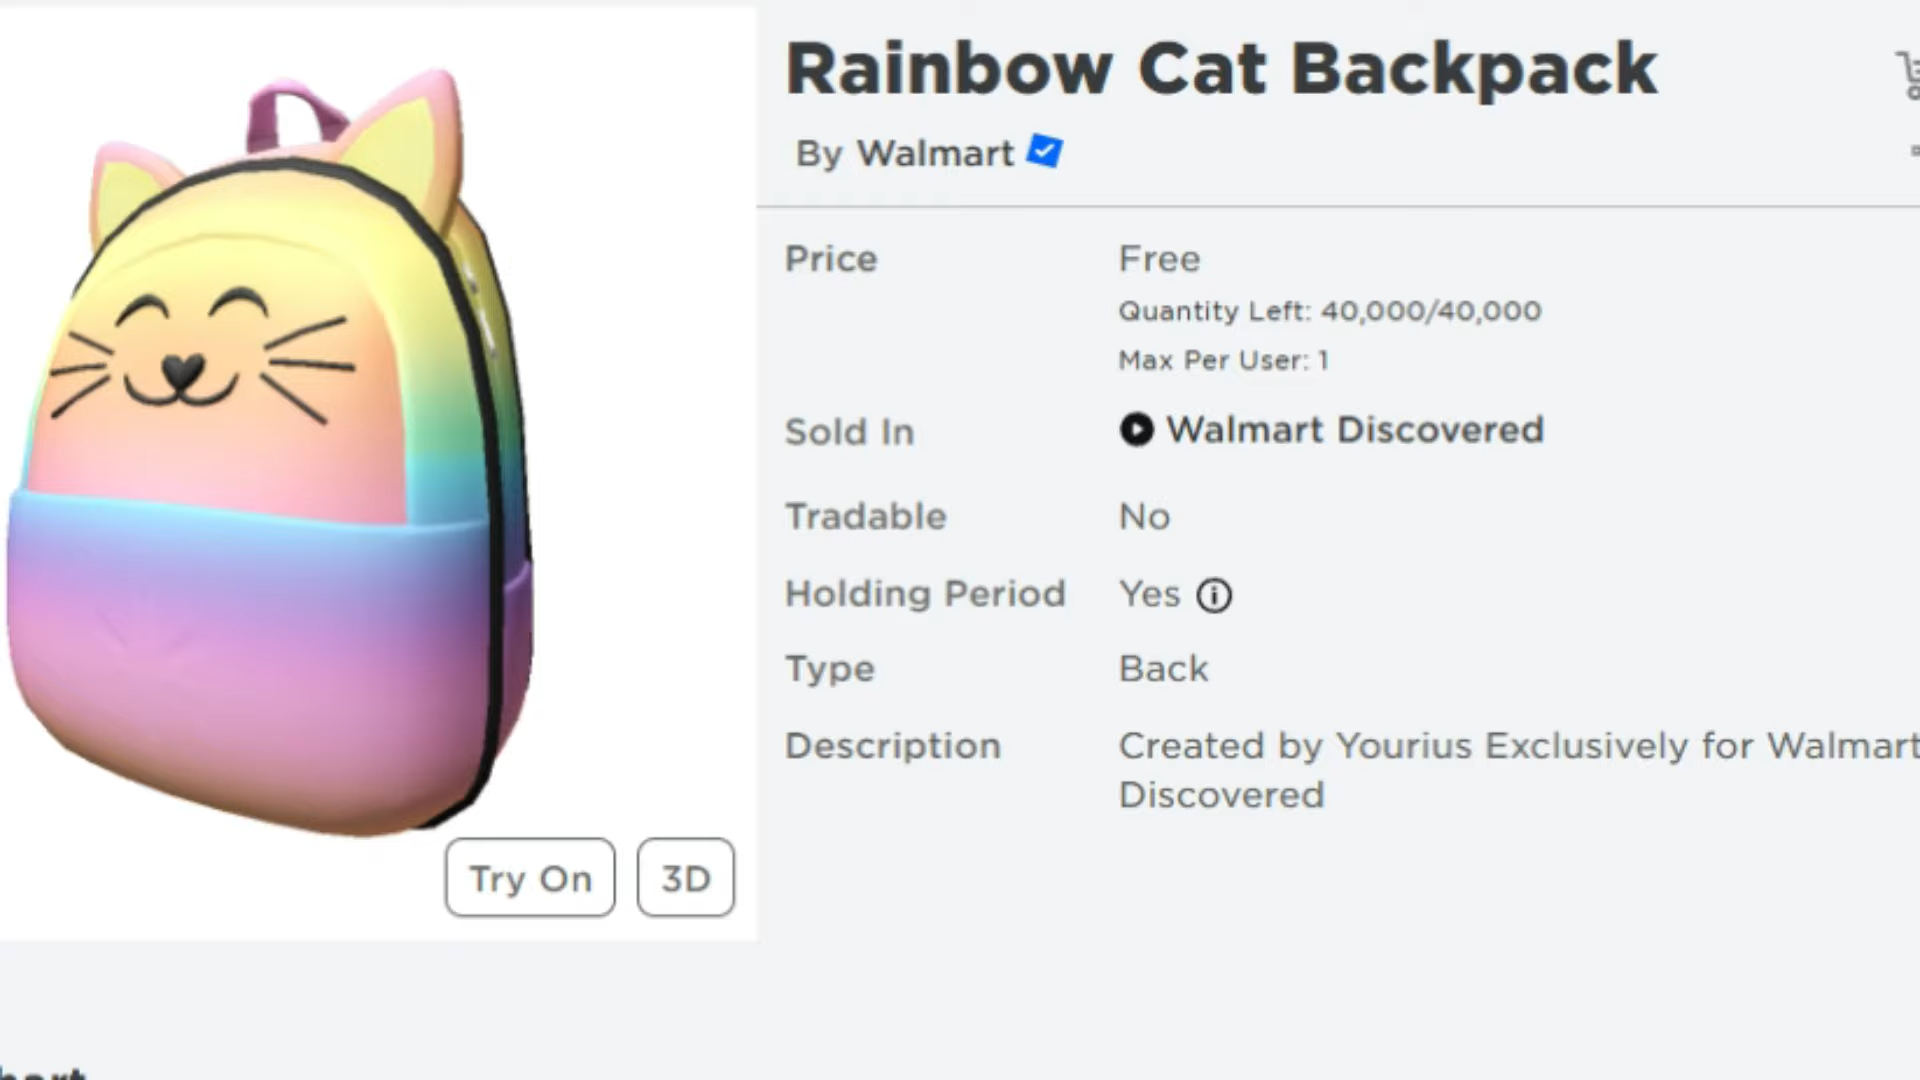 Rainbow Cat Backpack
By Walmart
Price Free
Quantity Left: 40,000/40,000
Max Per User: 1
Sold In Walmart Discovered
Tradable No
Holding Period Yes
Type Back
Description Created by Yourius Exclusively for Walmart
Discovered
Try On 3D